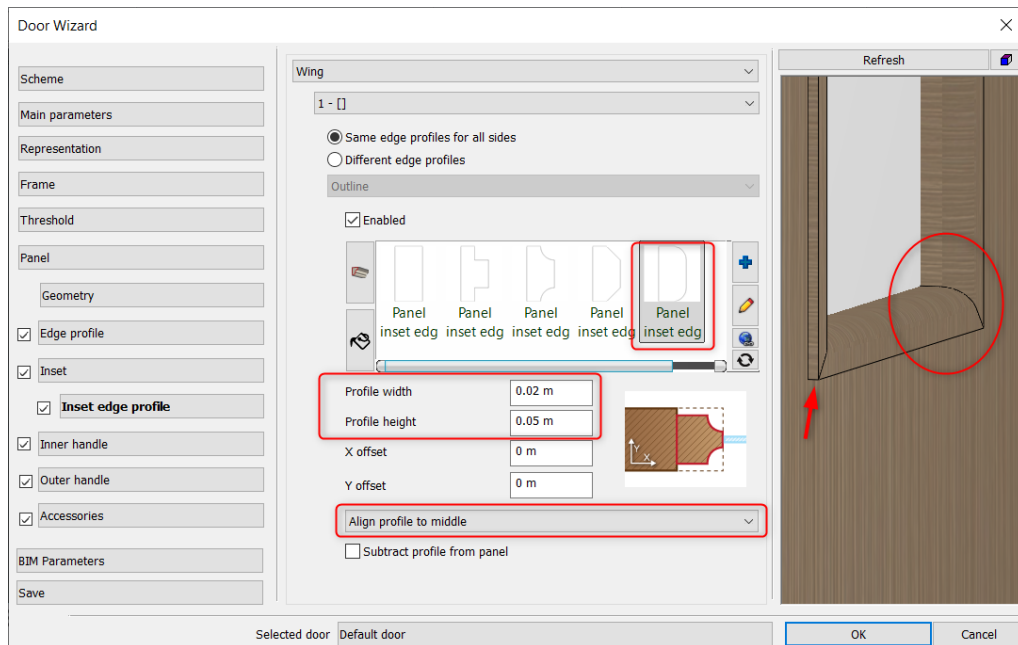 Door Wizard
Scheme
Main parameters
Representation
Frame
Threshold
Panel
Geometry
Edge profile
Inset
Inset edge profile
Inner handle
Outer handle
Accessories
BIM Parameters
Save
Wing
1 - []
Same edge profiles for all sides
Different edge profiles
Outline
Enabled
Panel Panel Panel Panel Panel
inset edg inset edg inset edg inset edg inset edg
Profile width 0.02 m
Profile height 0.05 m
X offset 0 m
Y offset 0 m
Y
X
Align profile to middle
Subtract profile from panel
Refresh
Selected door Default door
OK Cancel